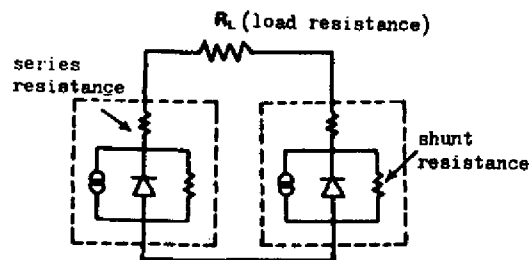 R_L (load resistance)
series
resistance
shunt
resistance